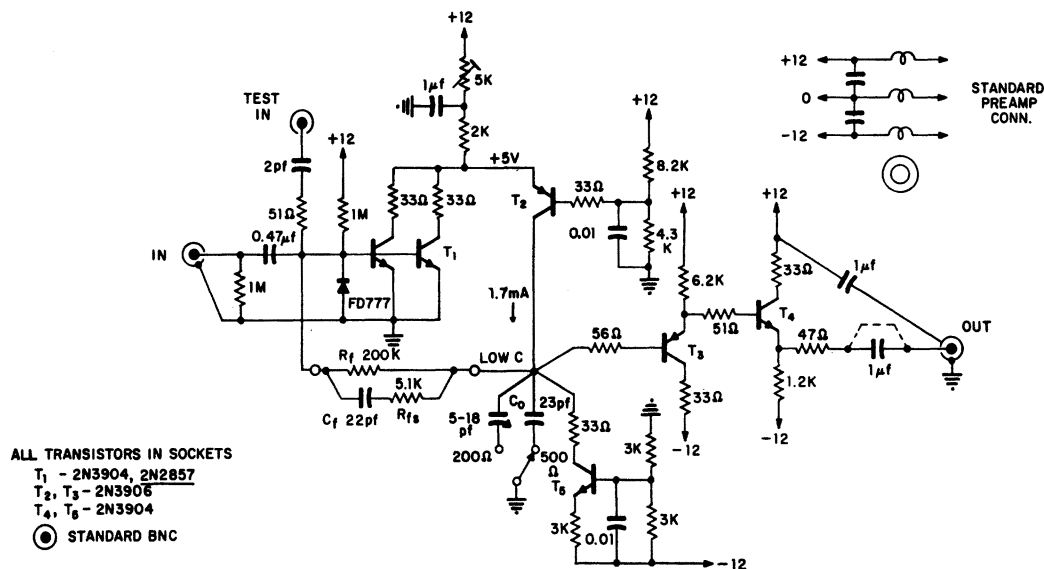 +12
5K
1µf
2K
+5V
TEST
IN
2pf
51Ω
0.47µf
IN
1M
+12
1M
FD777
33Ω
33Ω
T1
T2
33Ω
0.01
+12
8.2K
4.3
K
1.7mA
+12
6.2K
56Ω
T3
33Ω
-12
51Ω
+12
33Ω
T4
1µf
47Ω
1µf
OUT
1.2K
-12
+12
0
-12
STANDARD
PREAMP
CONN.
Rf 200K
LOW C
5.1K
Cf 22pf
Rfs
CO
5-18
pf
23pf
200Ω
500
Ω
33Ω
T5
3K
3K
0.01
3K
-12
ALL TRANSISTORS IN SOCKETS
T1 - 2N3904, 2N2857
T2, T3 - 2N3906
T4, T5 - 2N3904
STANDARD BNC